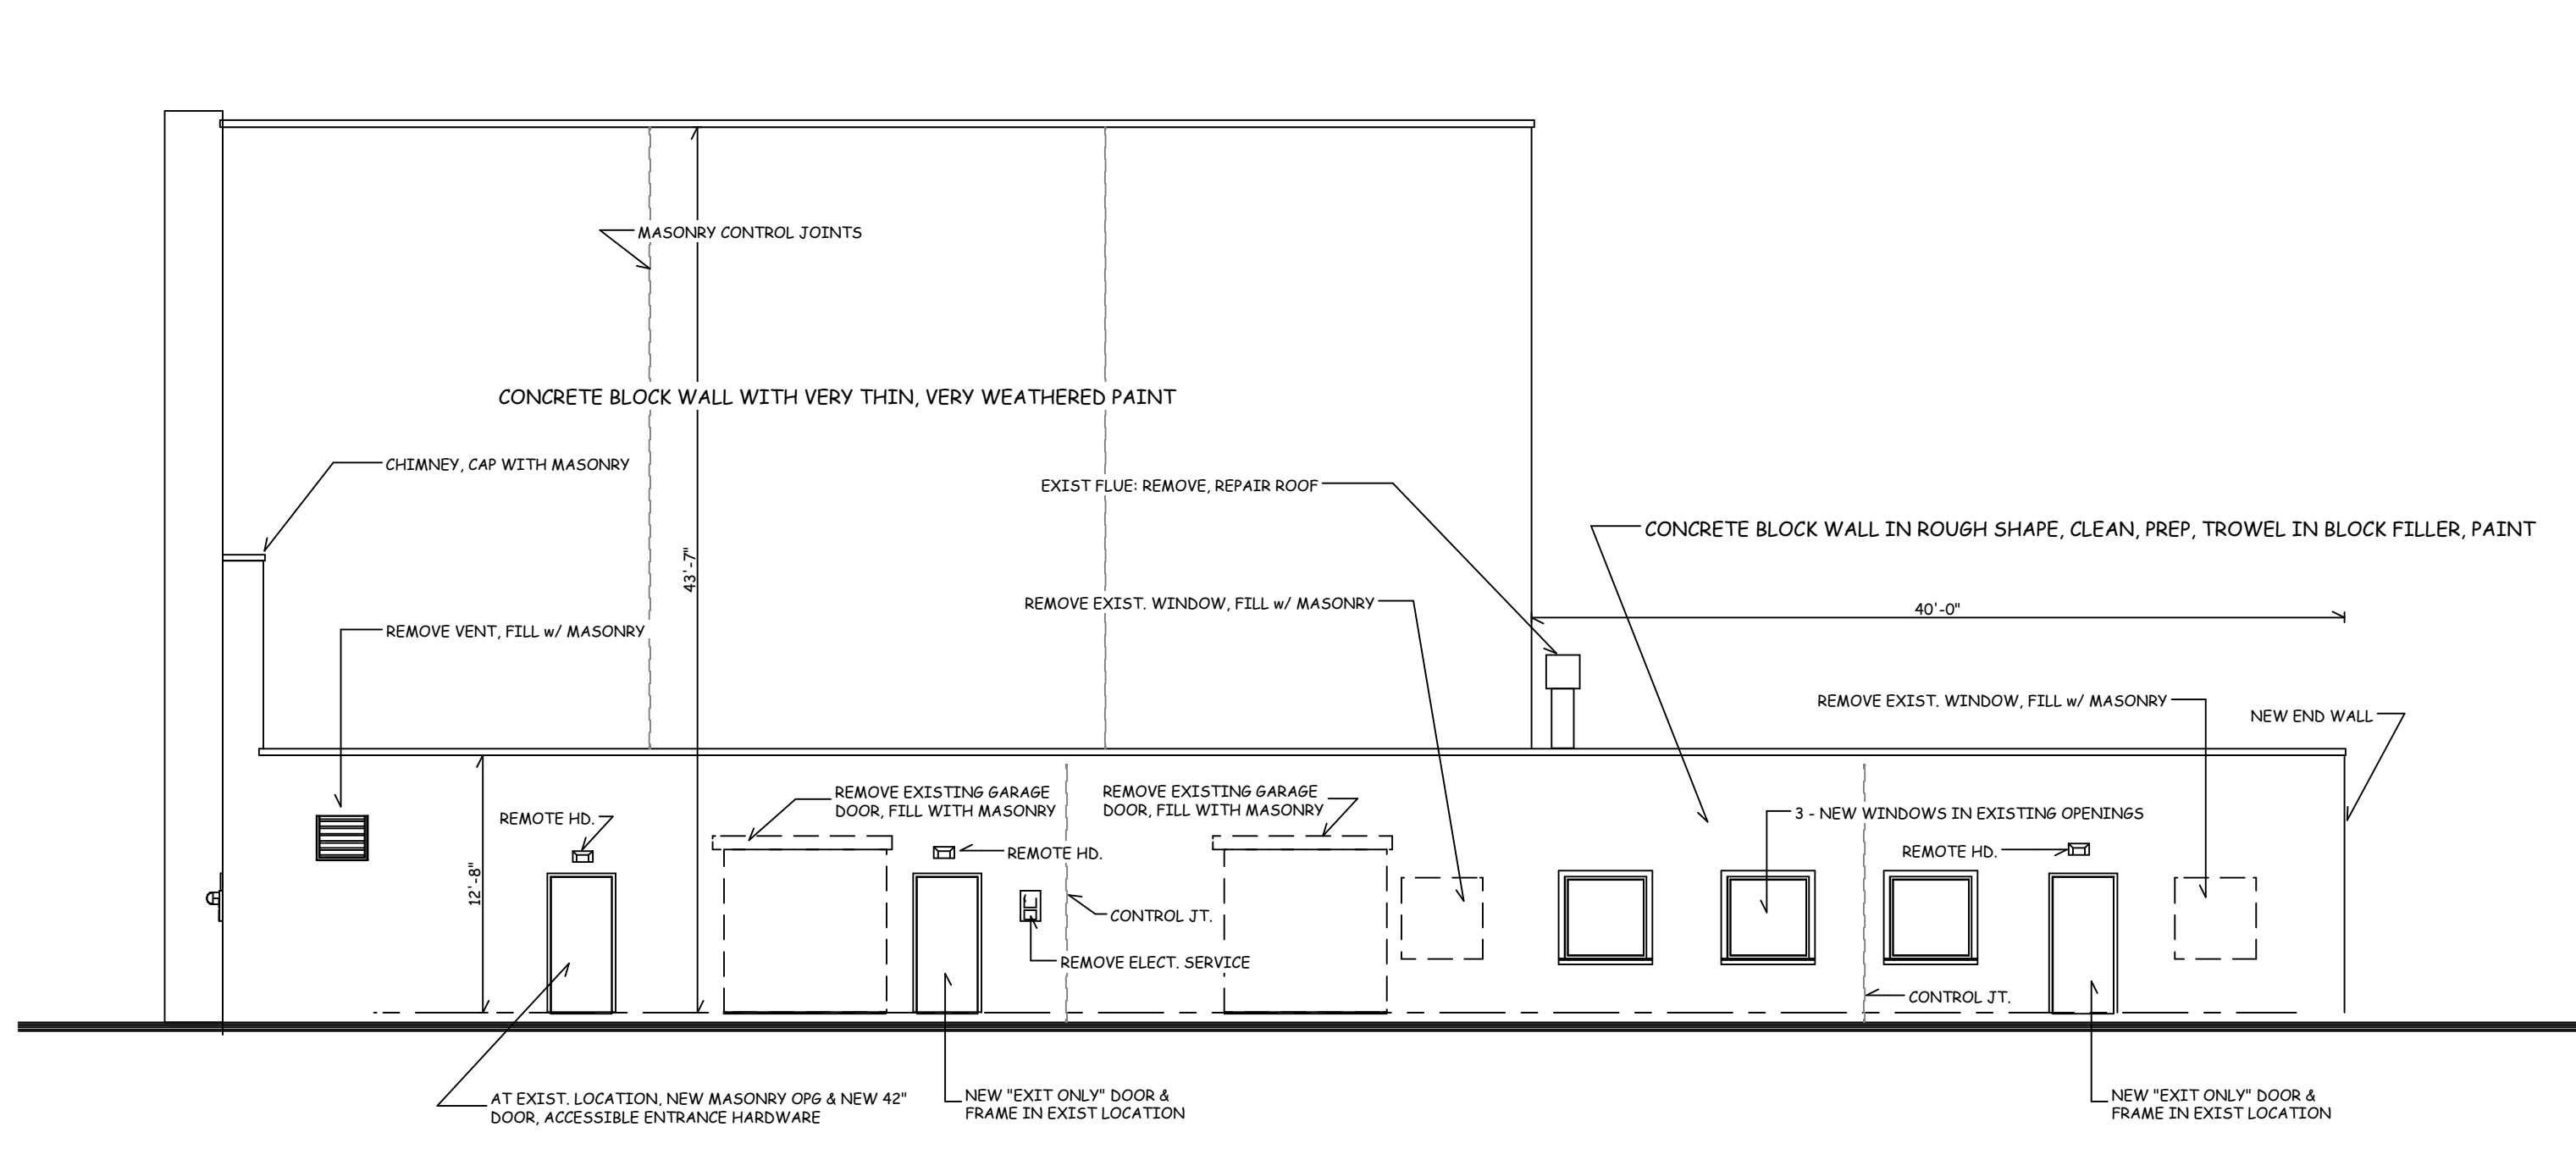 MASONRY CONTROL JOINTS
CONCRETE BLOCK WALL WITH VERY THIN, VERY WEATHERED PAINT
CHIMNEY, CAP WITH MASONRY
EXIST FLUE: REMOVE, REPAIR ROOF
CONCRETE BLOCK WALL IN ROUGH SHAPE, CLEAN, PREP, TROWEL IN BLOCK FILLER, PAINT
43'-7"
REMOVE EXIST. WINDOW, FILL w/ MASONRY
40'-0"
REMOVE VENT, FILL w/ MASONRY
REMOVE EXIST. WINDOW, FILL w/ MASONRY
NEW END WALL
REMOVE EXISTING GARAGE
DOOR, FILL WITH MASONRY
REMOVE EXISTING GARAGE
DOOR, FILL WITH MASONRY
REMOTE HD.
3 - NEW WINDOWS IN EXISTING OPENINGS
REMOTE HD.
REMOTE HD.
12'-8"
CONTROL JT.
REMOVE ELECT. SERVICE
CONTROL JT.
AT EXIST. LOCATION, NEW MASONRY OPG & NEW 42"
DOOR, ACCESSIBLE ENTRANCE HARDWARE
NEW "EXIT ONLY" DOOR &
FRAME IN EXIST LOCATION
NEW "EXIT ONLY" DOOR &
FRAME IN EXIST LOCATION